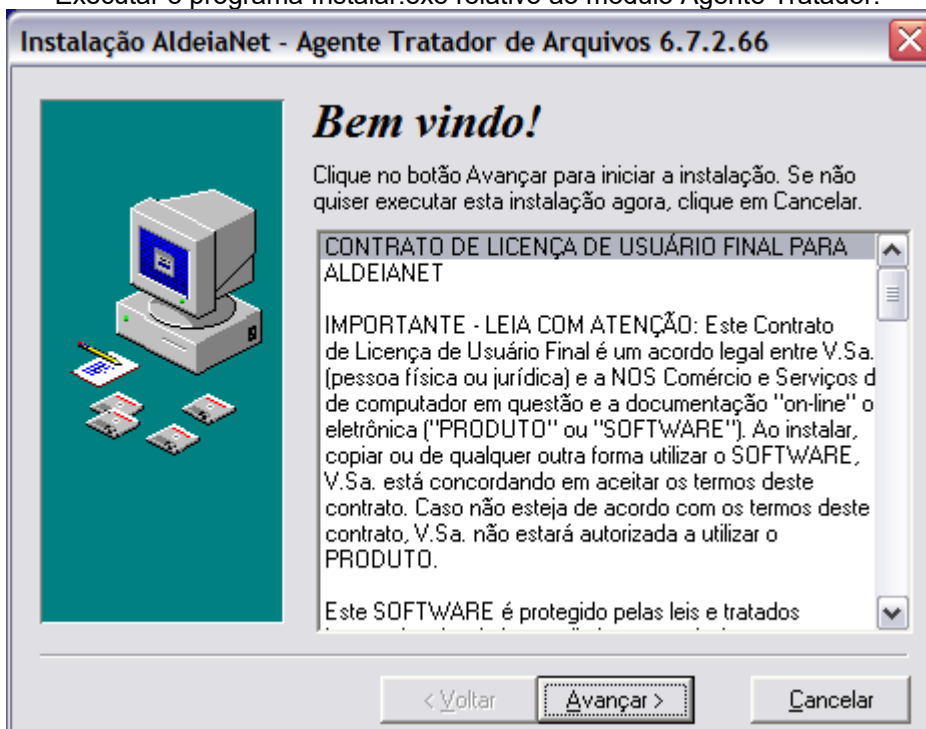 Executar o programa Instalar.exe relativo ao módulo Agente Tratador.
Instalação AldeiaNet - Agente Tratador de Arquivos 6.7.2.66
Bem vindo!
Clique no botão Avançar para iniciar a instalação. Se não
quiser executar esta instalação agora, clique em Cancelar.
CONTRATO DE LICENÇA DE USUÁRIO FINAL PARA
ALDEIANET
IMPORTANTE - LEIA COM ATENÇÃO: Este Contrato
de Licença de Usuário Final é um acordo legal entre V.Sa.
(pessoa física ou jurídica) e a NOS Comércio e Serviços d
de computador em questão e a documentação "on-line" o
eletrônica ("PRODUTO" ou "SOFTWARE"). Ao instalar,
copiar ou de qualquer outra forma utilizar o SOFTWARE,
V.Sa. está concordando em aceitar os termos deste
contrato. Caso não esteja de acordo com os termos deste
contrato, V.Sa. não estará autorizada a utilizar o
PRODUTO.
Este SOFTWARE é protegido pelas leis e tratados
< Voltar Avançar > Cancelar